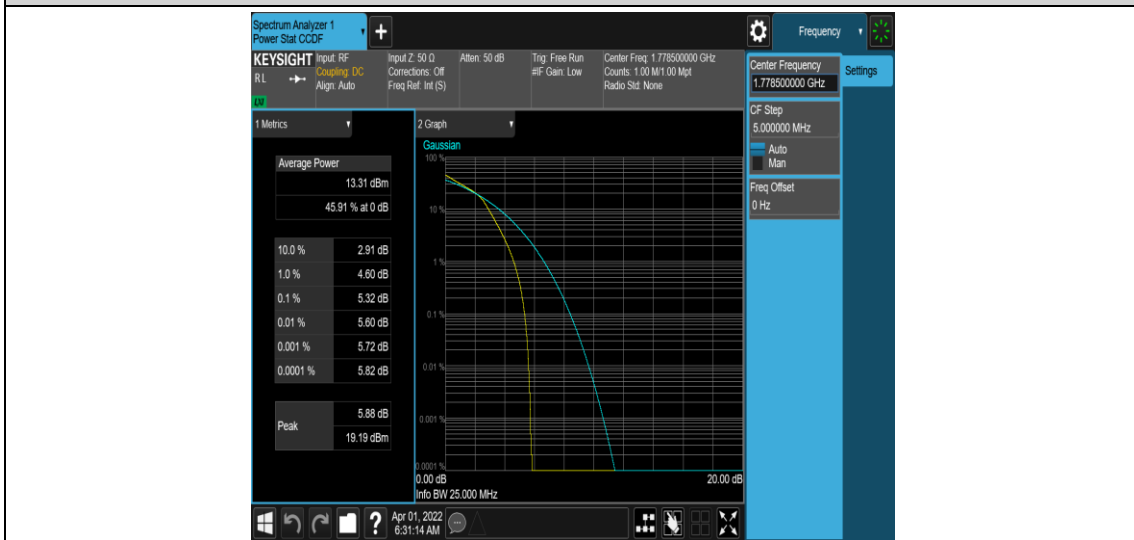 Spectrum Analyzer 1
Power Stat CCDF
Frequency
KEYSIGHT
RL
Input: RF
Coupling: DC
Align: Auto
Input Z: 50 Ω
Corrections: Off
Freq Ref: Int (S)
Atten: 50 dB
Trig: Free Run
#IF Gain: Low
Center Freq: 1.778500000 GHz
Counts: 1.00 M/1.00 Mpt
Radio Std: None
Center Frequency
1.778500000 GHz
Settings
CF Step
5.000000 MHz
Auto
Man
Freq Offset
0 Hz
1 Metrics
Average Power
13.31 dBm
45.91 % at 0 dB
10.0 % 2.91 dB
1.0 % 4.60 dB
0.1 % 5.32 dB
0.01 % 5.60 dB
0.001 % 5.72 dB
0.0001 % 5.82 dB
Peak
5.88 dB
19.19 dBm
2 Graph
Gaussian
100 %
10 %
1 %
0.1 %
0.01 %
0.001 %
0.0001 %
0.00 dB 20.00 dB
Info BW 25.000 MHz
? Apr 01, 2022
6:31:14 AM